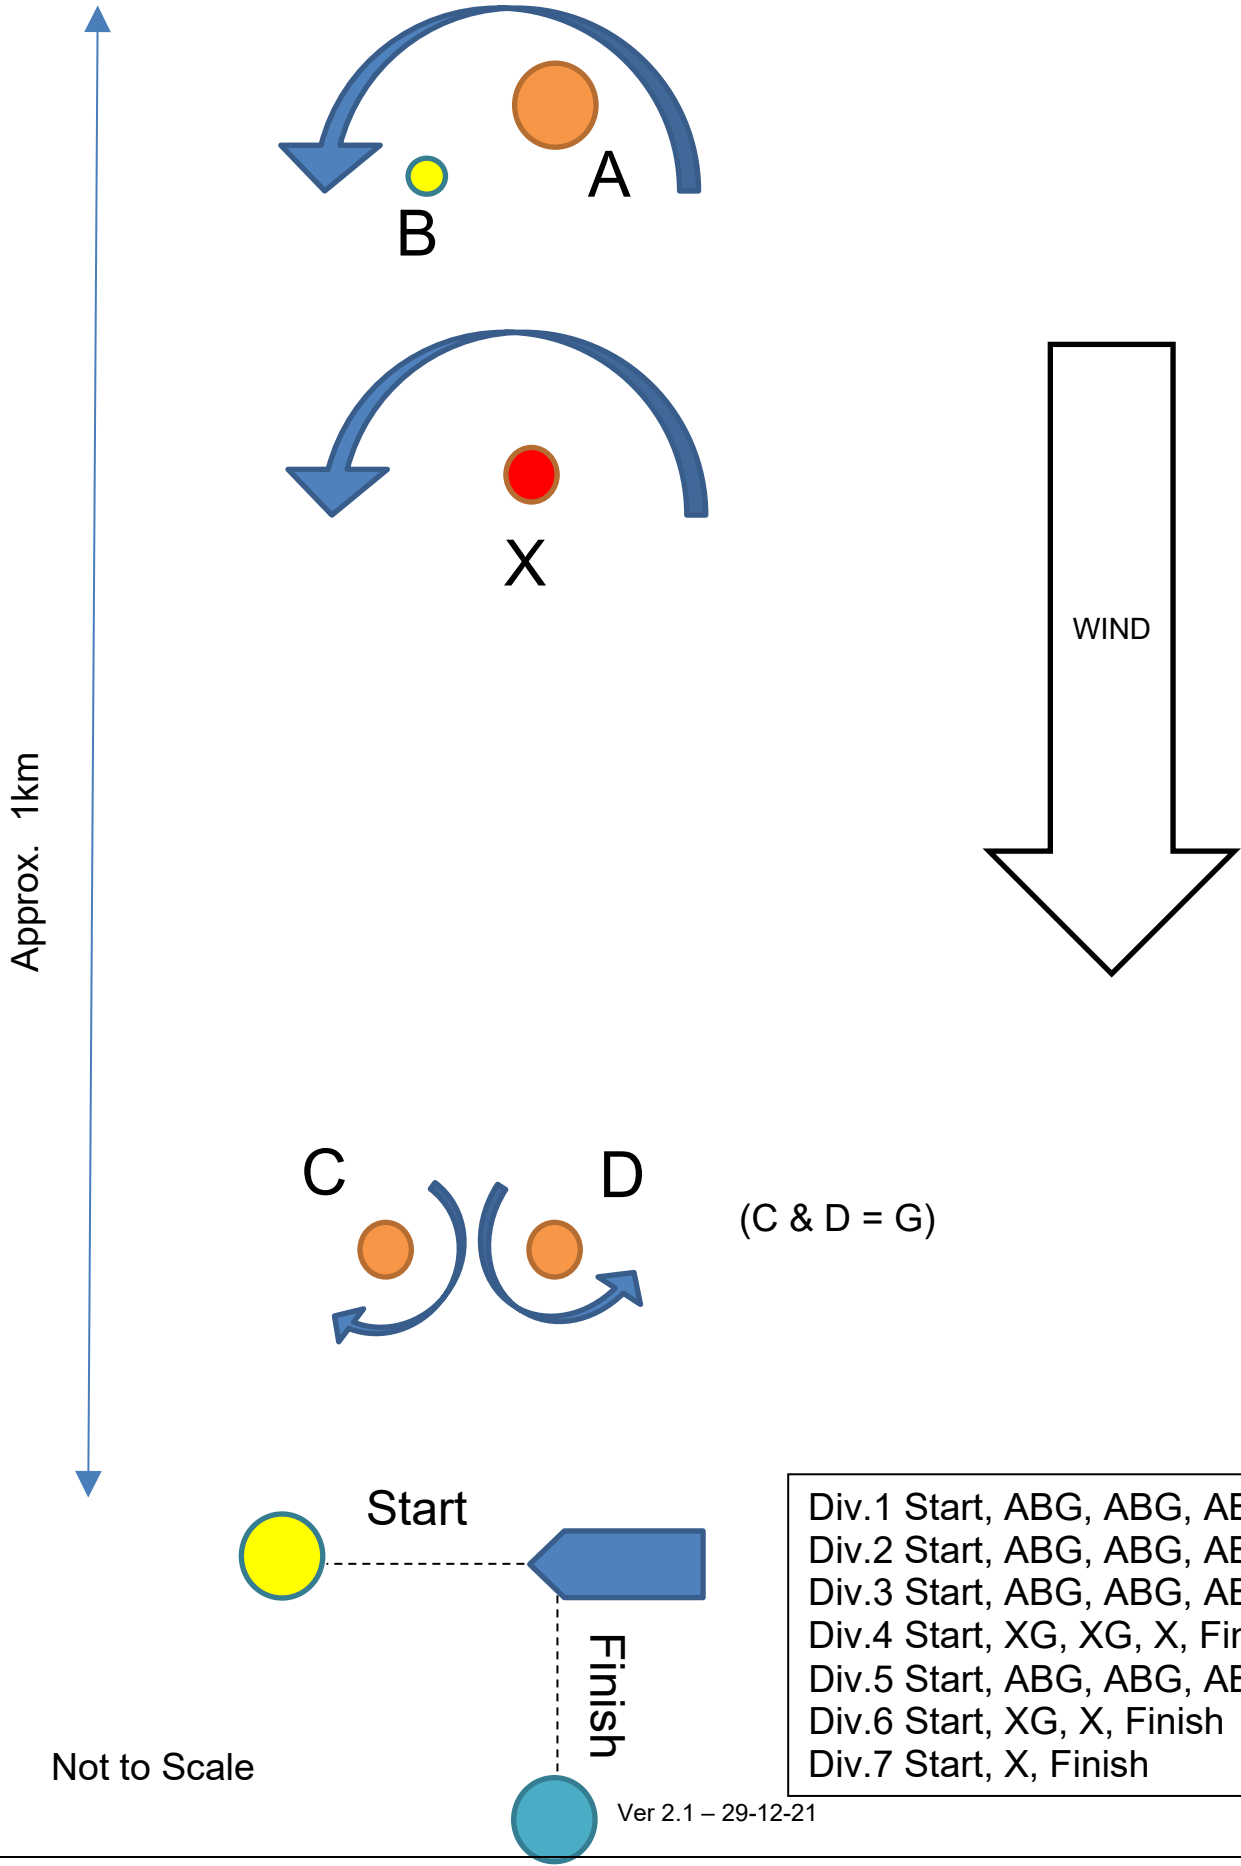 A
B
X
WIND
Approx. 1km
C
D
(C & D = G)
Start
Div.1 Start, ABG, ABG,
Div.2 Start, ABG, ABG,
Div.3 Start, ABG, ABG,
Div.4 Start, XG, XG, X,
Div.5 Start, ABG, ABG,
Div.6 Start, XG, X, Finish
Div.7 Start, X, Finish
Finish
Not to Scale
Ver 2.1 – 29-12-21